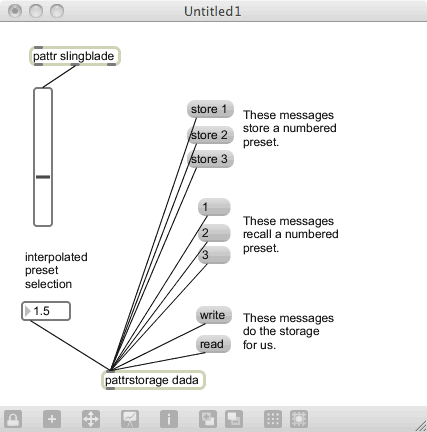 Untitled1
pattr slingblade
store 1
store 2
store 3
These messages
store a numbered
preset.
1
2
3
These messages
recall a numbered
preset.
interpolated
preset
selection
1.5
write
read
These messages
do the storage
for us.
pattrstorage dada